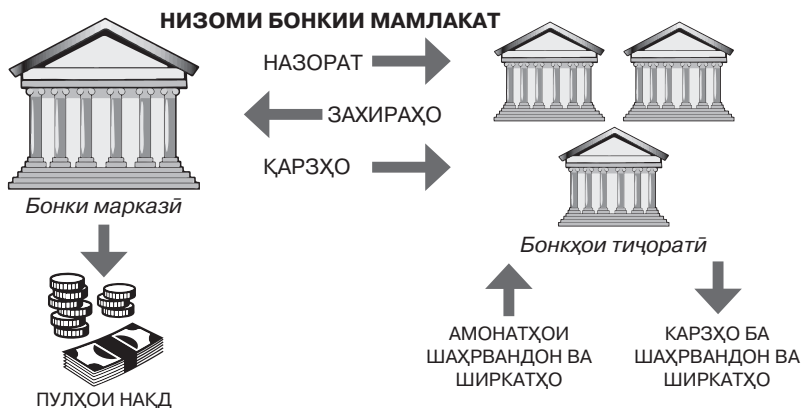 НИЗОМИ БОНКИИ МАМЛАКАТ
НАЗОРАТ
ЗАХИРАҲО
ҚАРЗҲО
Бонки марказӣ
Бонкҳои тиҷоратӣ
ПУЛҲОИ НАҚД
АМОНАТҲОИ
ШАҲРВАНДОН ВА
ШИРКАТҲО
КАРЗҲО БА
ШАҲРВАНДОН ВА
ШИРКАТҲО